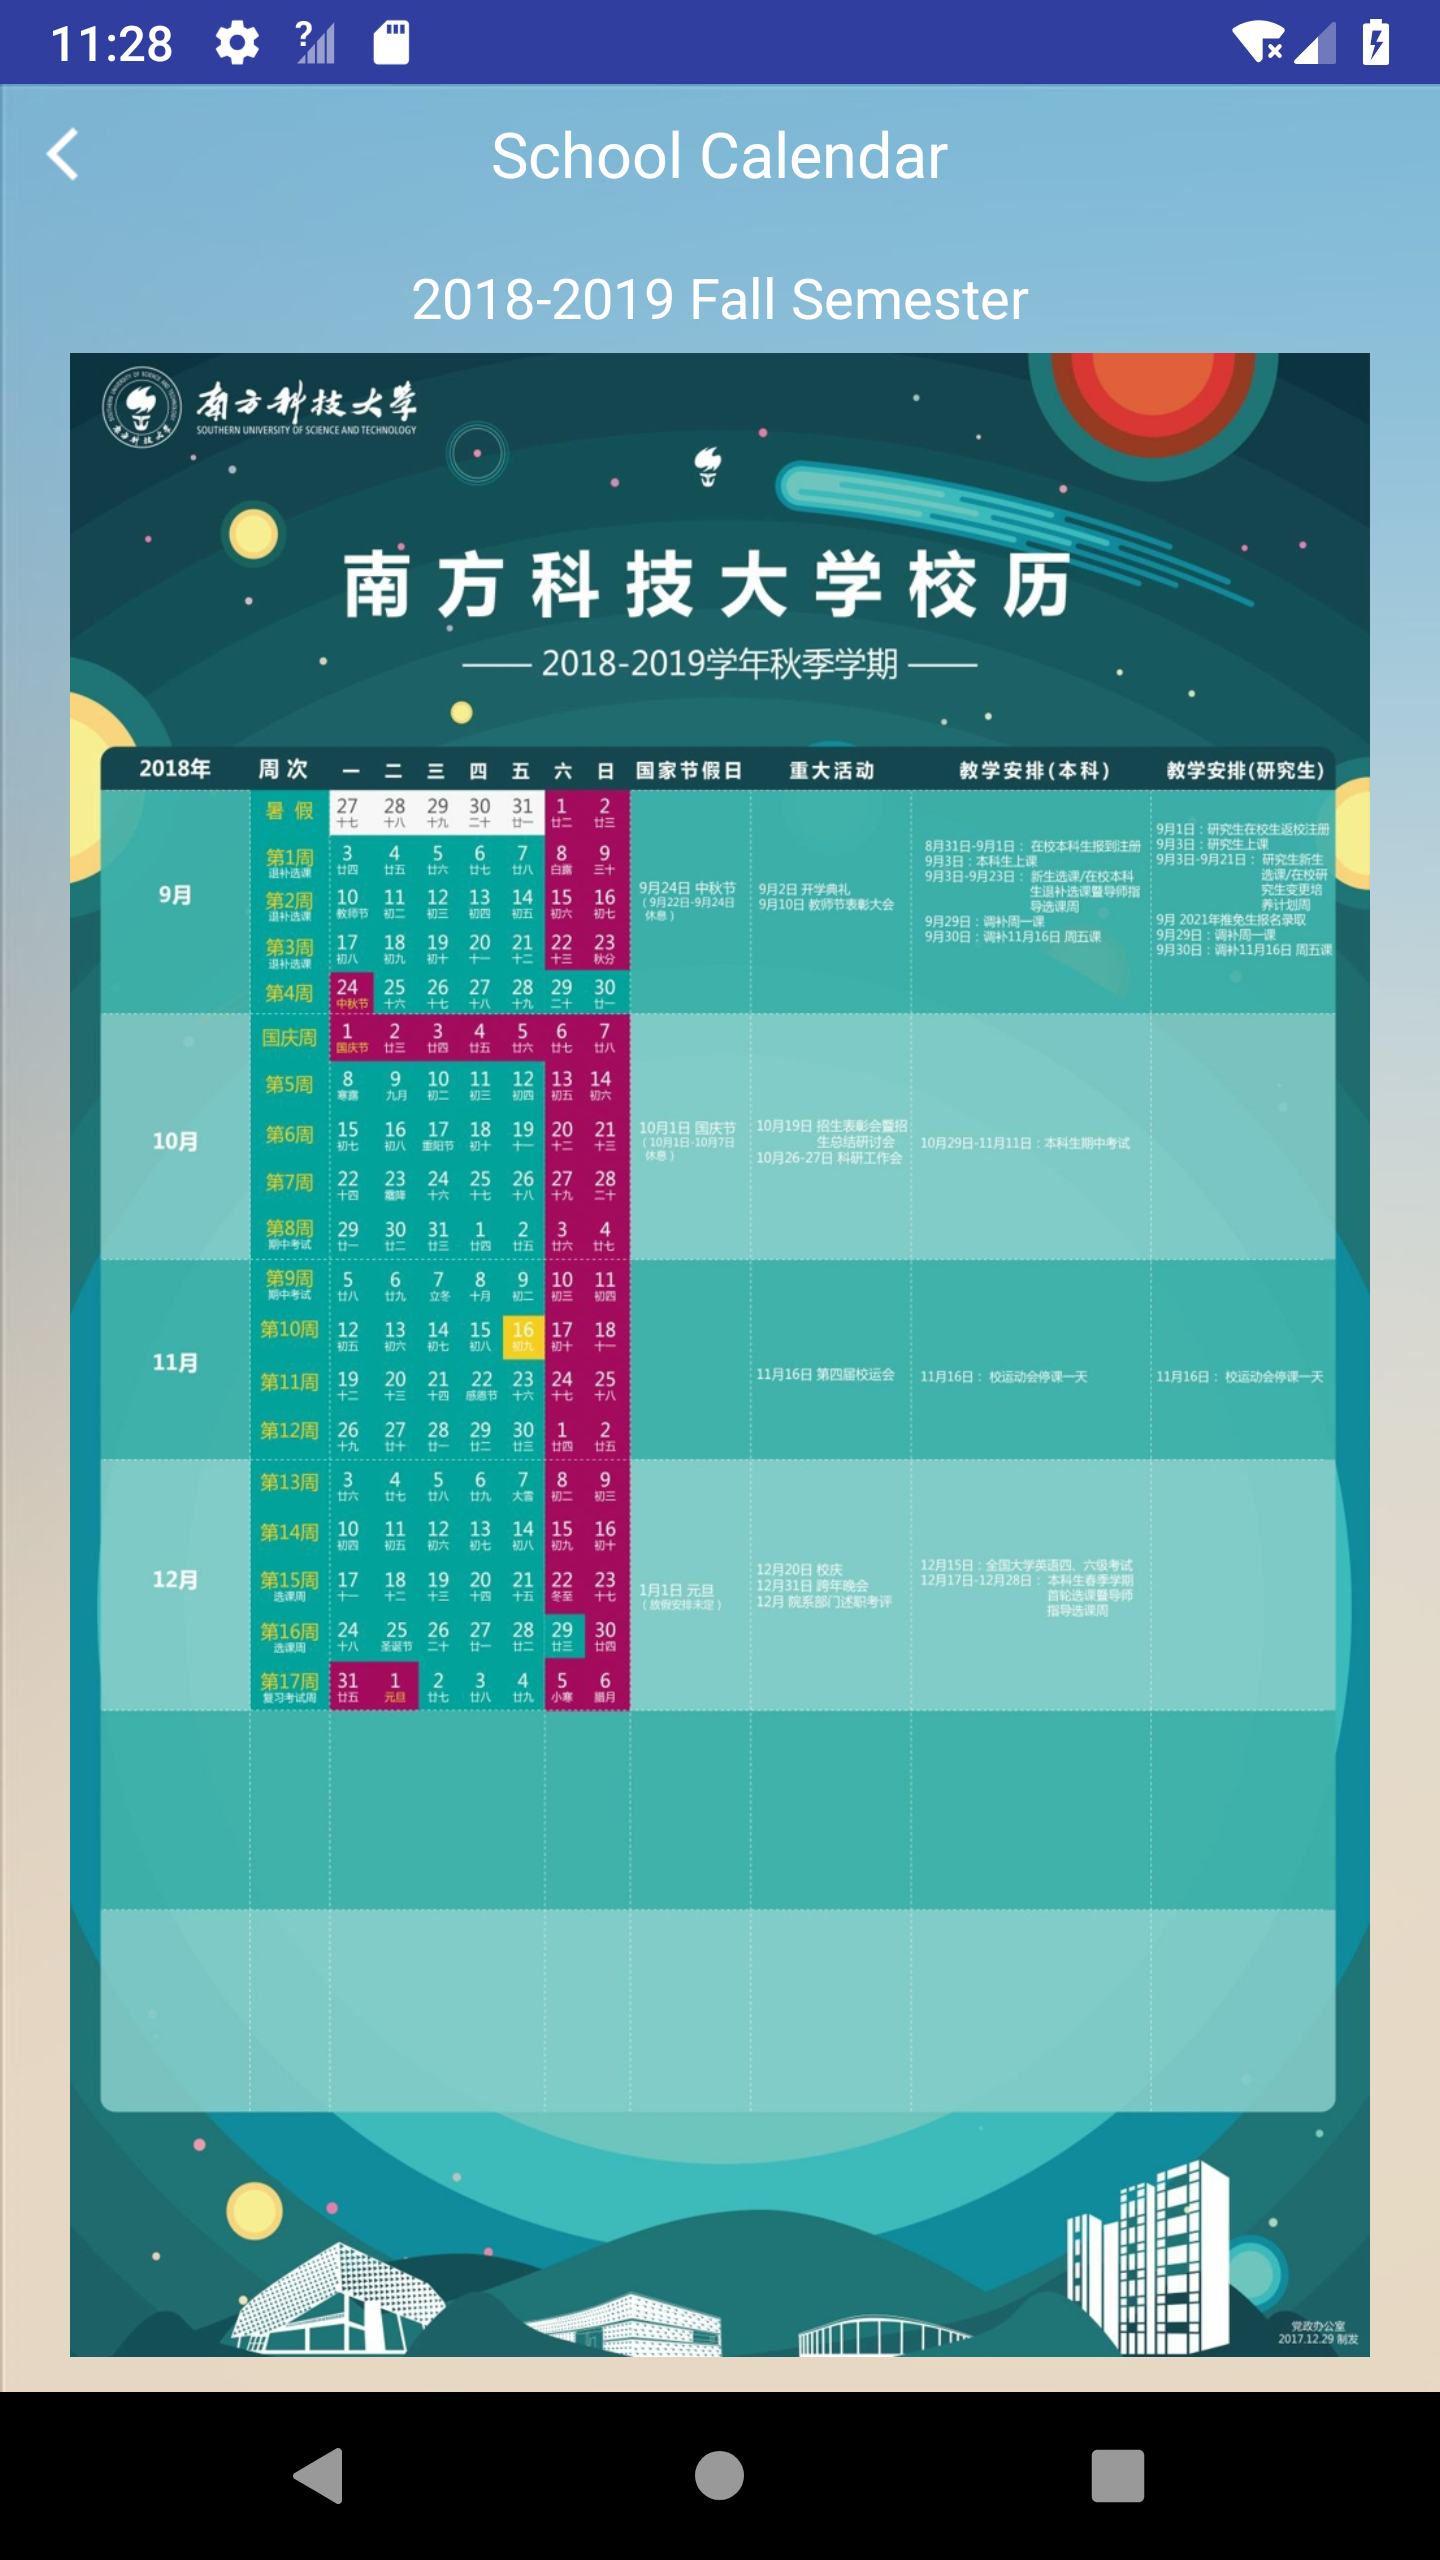 11:28
School Calendar
2018-2019 Fall Semester
南方科技大学
SOUTHERN UNIVERSITY OF SCIENCE AND TECHNOLOGY
南方科技大学校历
2018-2019学年秋季学期
2018年 周次 一 二 三 四 五 六 日 国家节假日 重大活动 教学安排(本科) 教学安排(研究生)
9月
暑假 27 28 29 30 31 1 2
十七 十八 十九 二十 廿一 廿二 廿三
第1周 3 4 5 6 7 8 9
退补选课 廿四 廿五 廿六 廿七 廿八 白露 三十
第2周 10 11 12 13 14 15 16
退补选课 教师节 初二 初三 初四 初五 初六 初七
第3周 17 18 19 20 21 22 23
退补选课 初八 初九 初十 十一 十二 十三 秋分
第4周 24 25 26 27 28 29 30
中秋节 十六 十七 十八 十九 二十 廿一
9月24日 中秋节
(9月22日-9月24日
休息)
9月2日 开学典礼
9月10日 教师节表彰大会
8月31日-9月1日: 在校本科生报到注册
9月3日:本科生上课
9月3日-9月23日: 新生选课/在校本科
生退补选课暨导师指
导选课周
9月29日:调补周一课
9月30日:调补11月16日 周五课
9月1日:研究生在校生返校注册
9月3日:研究生上课
9月3日-9月21日: 研究生新生
选课/在校研
究生变更培
养计划周
9月 2021年推免生报名录取
9月29日:调补周一课
9月30日:调补11月16日 周五课
10月
国庆周 1 2 3 4 5 6 7
国庆节 廿三 廿四 廿五 廿六 廿七 廿八
第5周 8 9 10 11 12 13 14
寒露 九月 初二 初三 初四 初五 初六
第6周 15 16 17 18 19 20 21
初七 初八 重阳节 初十 十一 十二 十三
第7周 22 23 24 25 26 27 28
十四 霜降 十六 十七 十八 十九 二十
第8周 29 30 31 1 2 3 4
期中考试 廿一 廿二 廿三 廿四 廿五 廿六 廿七
10月1日 国庆节
(10月1日-10月7日
休息)
10月19日 招生表彰会暨招
生总结研讨会
10月26-27日 科研工作会
10月29日-11月11日:本科生期中考试
11月
第9周 5 6 7 8 9 10 11
期中考试 廿八 廿九 立冬 十月 初二 初三 初四
第10周 12 13 14 15 16 17 18
初五 初六 初七 初八 初九 初十 十一
第11周 19 20 21 22 23 24 25
十二 十三 十四 感恩节 十六 十七 十八
第12周 26 27 28 29 30 1 2
十九 廿十 廿一 廿二 廿三 廿四 廿五
11月16日 第四届校运会
11月16日: 校运动会停课一天
11月16日: 校运动会停课一天
12月
第13周 3 4 5 6 7 8 9
廿六 廿七 廿八 廿九 大雪 初二 初三
第14周 10 11 12 13 14 15 16
初四 初五 初六 初七 初八 初九 初十
第15周 17 18 19 20 21 22 23
选课周 十一 十二 十三 十四 十五 冬至 十七
第16周 24 25 26 27 28 29 30
选课周 十八 圣诞节 二十 廿一 廿二 廿三 廿四
第17周 31 1 2 3 4 5 6
复习考试周 廿五 元旦 廿七 廿八 廿九 小寒 腊月
1月1日 元旦
(放假安排未定)
12月20日 校庆
12月31日 跨年晚会
12月 院系部门述职考评
12月15日:全国大学英语四、六级考试
12月17日-12月28日: 本科生春季学期
首轮选课暨导师
指导选课周
党政办公室
2017.12.29 制发